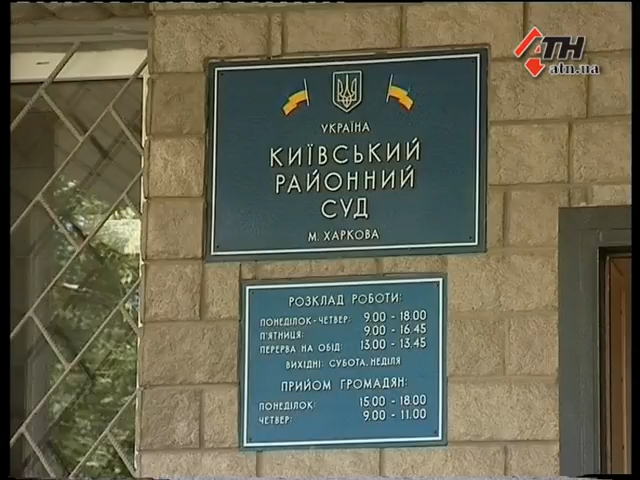 АТН
atn.ua
УКРАЇНА
КИЇВСЬКИЙ
РАЙОННИЙ
СУД
М. ХАРКОВА
РОЗКЛАД РОБОТИ:
ПОНЕДІЛОК-ЧЕТВЕР: 9.00 - 18.00
П'ЯТНИЦЯ: 9.00 - 16.45
ПЕРЕРВА НА ОБІД: 13.00 - 13.45
ВИХІДНІ: СУБОТА, НЕДІЛЯ
ПРИЙОМ ГРОМАДЯН:
ПОНЕДІЛОК: 15.00 - 18.00
ЧЕТВЕР: 9.00 - 11.00